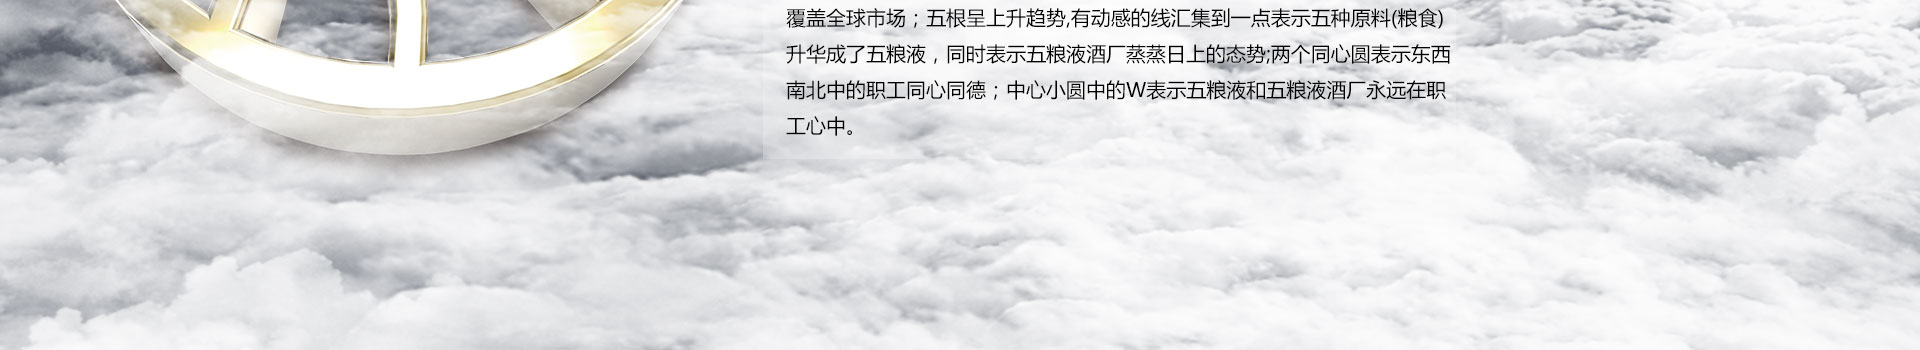 覆盖全球市场；五根呈上升趋势,有动感的线汇集到一点表示五种原料(粮食)
升华成了五粮液，同时表示五粮液酒厂蒸蒸日上的态势;两个同心圆表示东西
南北中的职工同心同德；中心小圆中的W表示五粮液和五粮液酒厂永远在职
工心中。